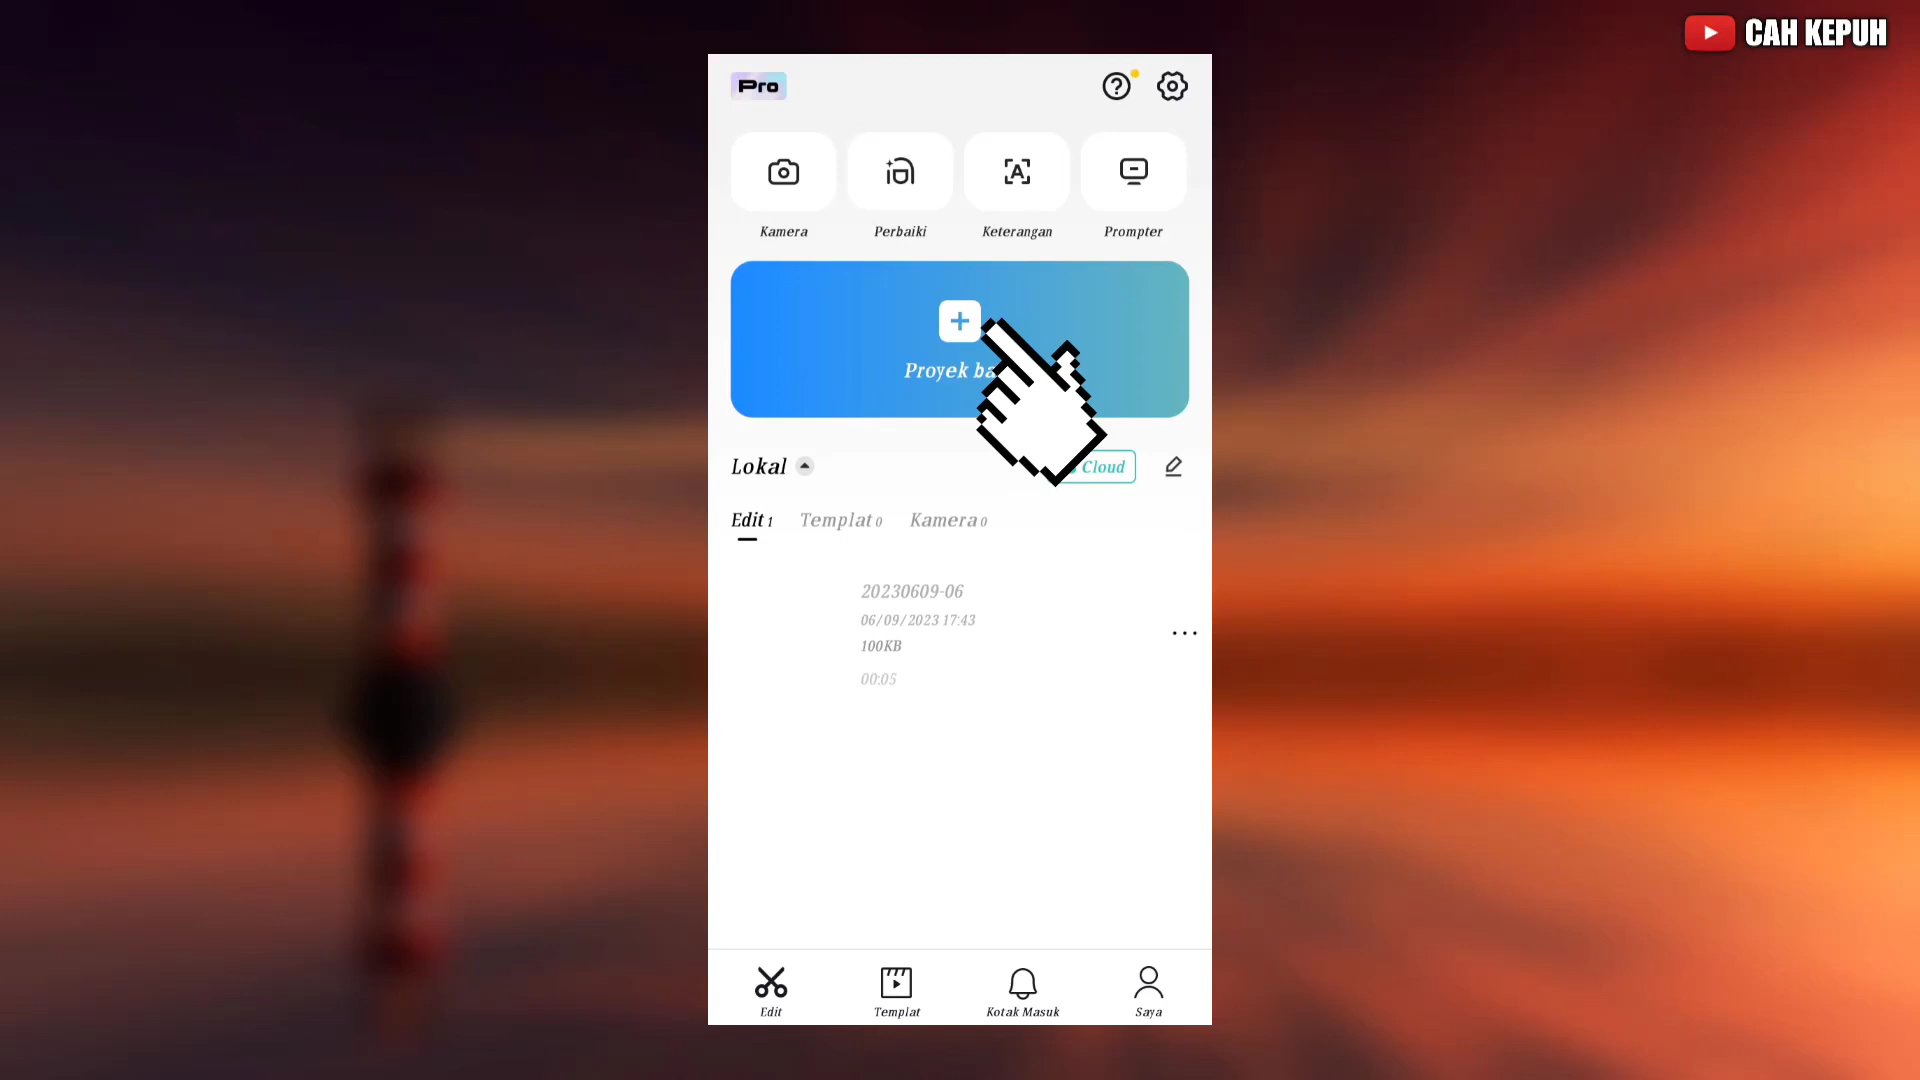 CAH KEPUH
Pro
Kamera Perbaiki Keterangan Prompter
Proyek
Lokal
Cloud
Edit 1 Templat 0 Kamera 0
20230609-06
06/09/2023 17:43
100KB
00:05
Edit Templat Kotak Masuk Saya